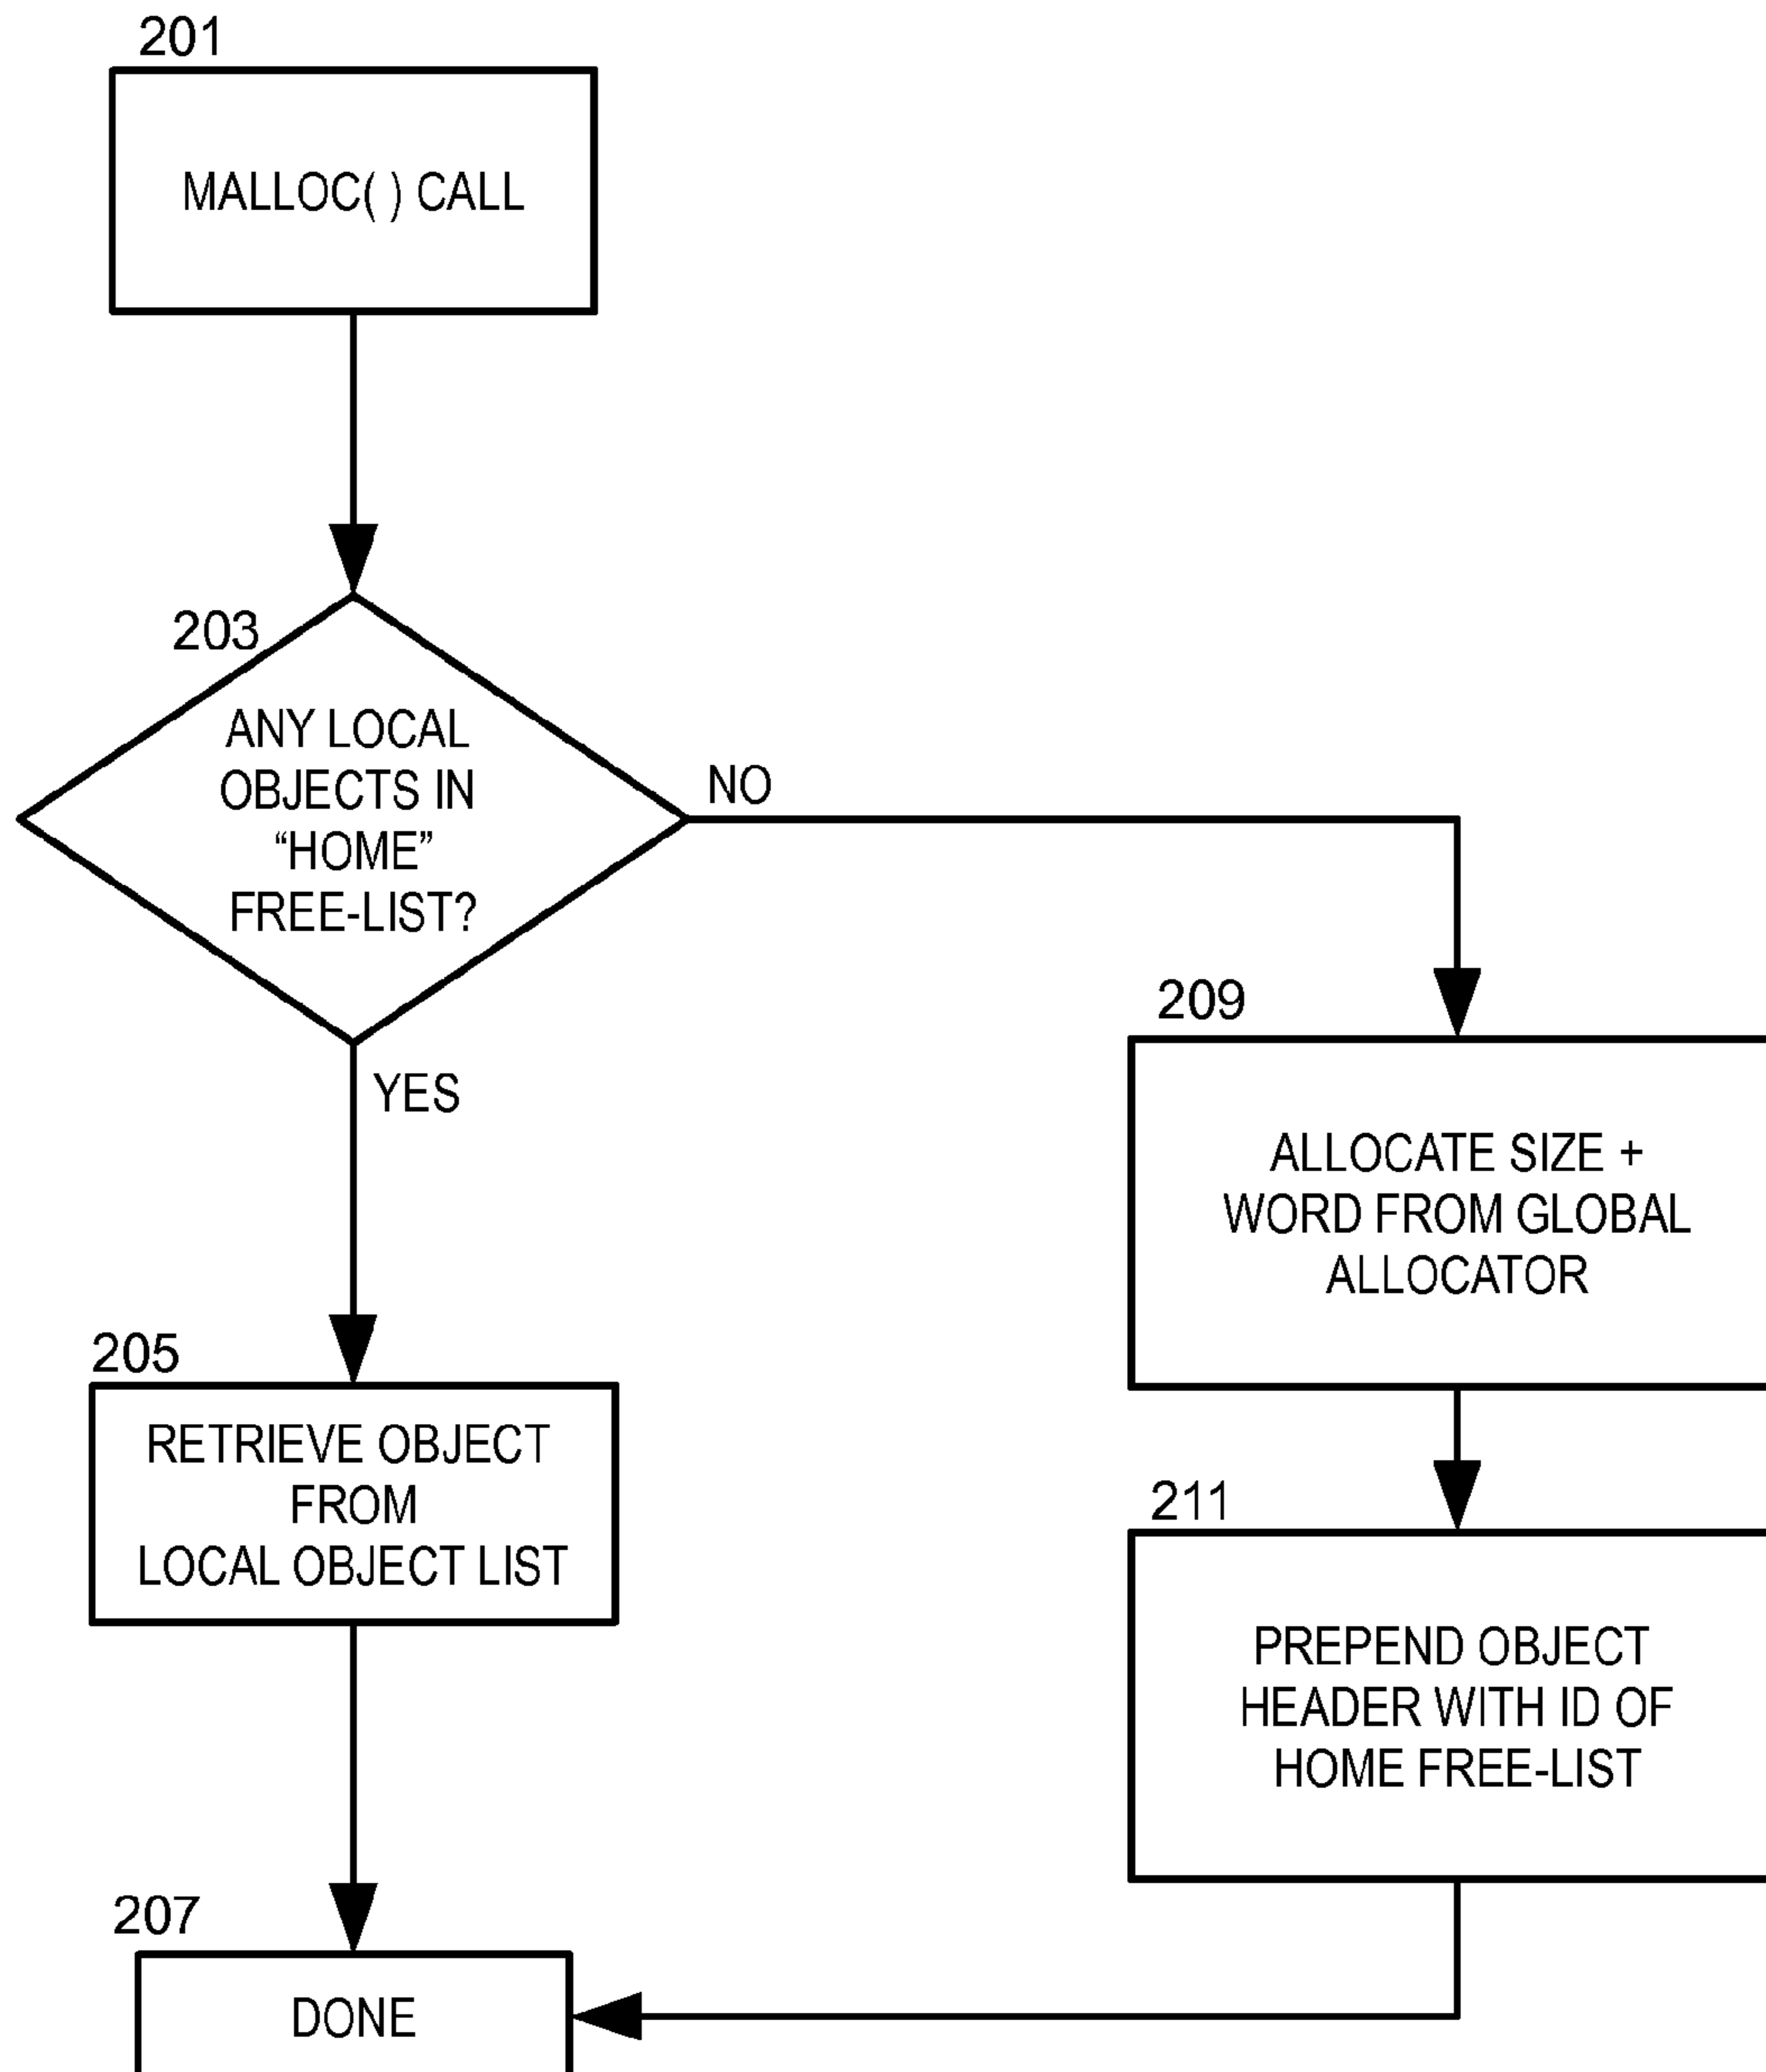 201
MALLOC( ) CALL
203
ANY LOCAL
OBJECTS IN
“HOME”
FREE-LIST?
NO
YES
209
ALLOCATE SIZE +
WORD FROM GLOBAL
ALLOCATOR
205
RETRIEVE OBJECT
FROM
LOCAL OBJECT LIST
211
PREPEND OBJECT
HEADER WITH ID OF
HOME FREE-LIST
207
DONE